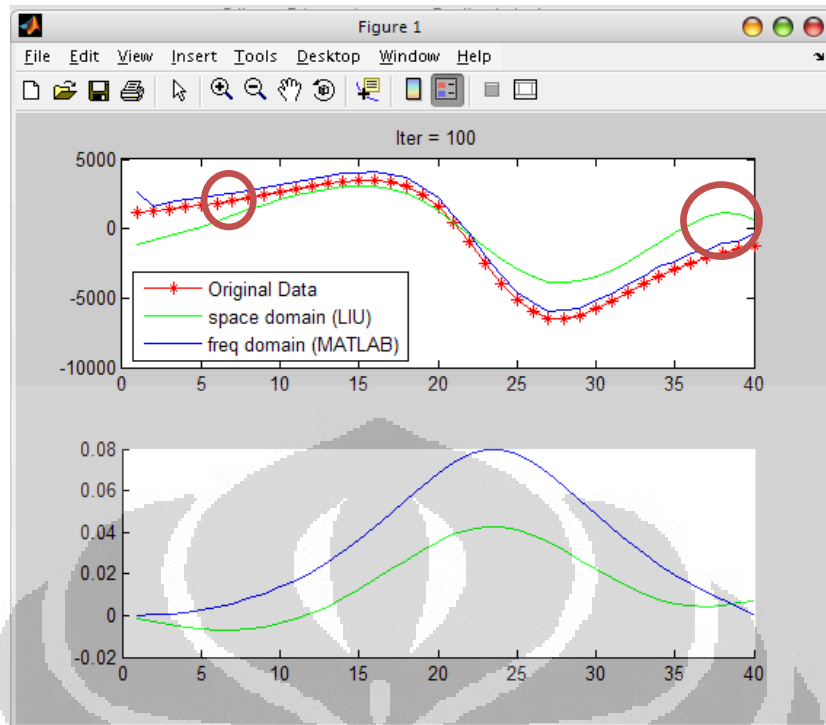 Figure 1
File Edit View Insert Tools Desktop Window Help
Iter = 100
5000
0
-5000
-10000
Original Data
space domain (LIU)
freq domain (MATLAB)
0 5 10 15 20 25 30 35 40
0.08
0.06
0.04
0.02
0
-0.02
0 5 10 15 20 25 30 35 40